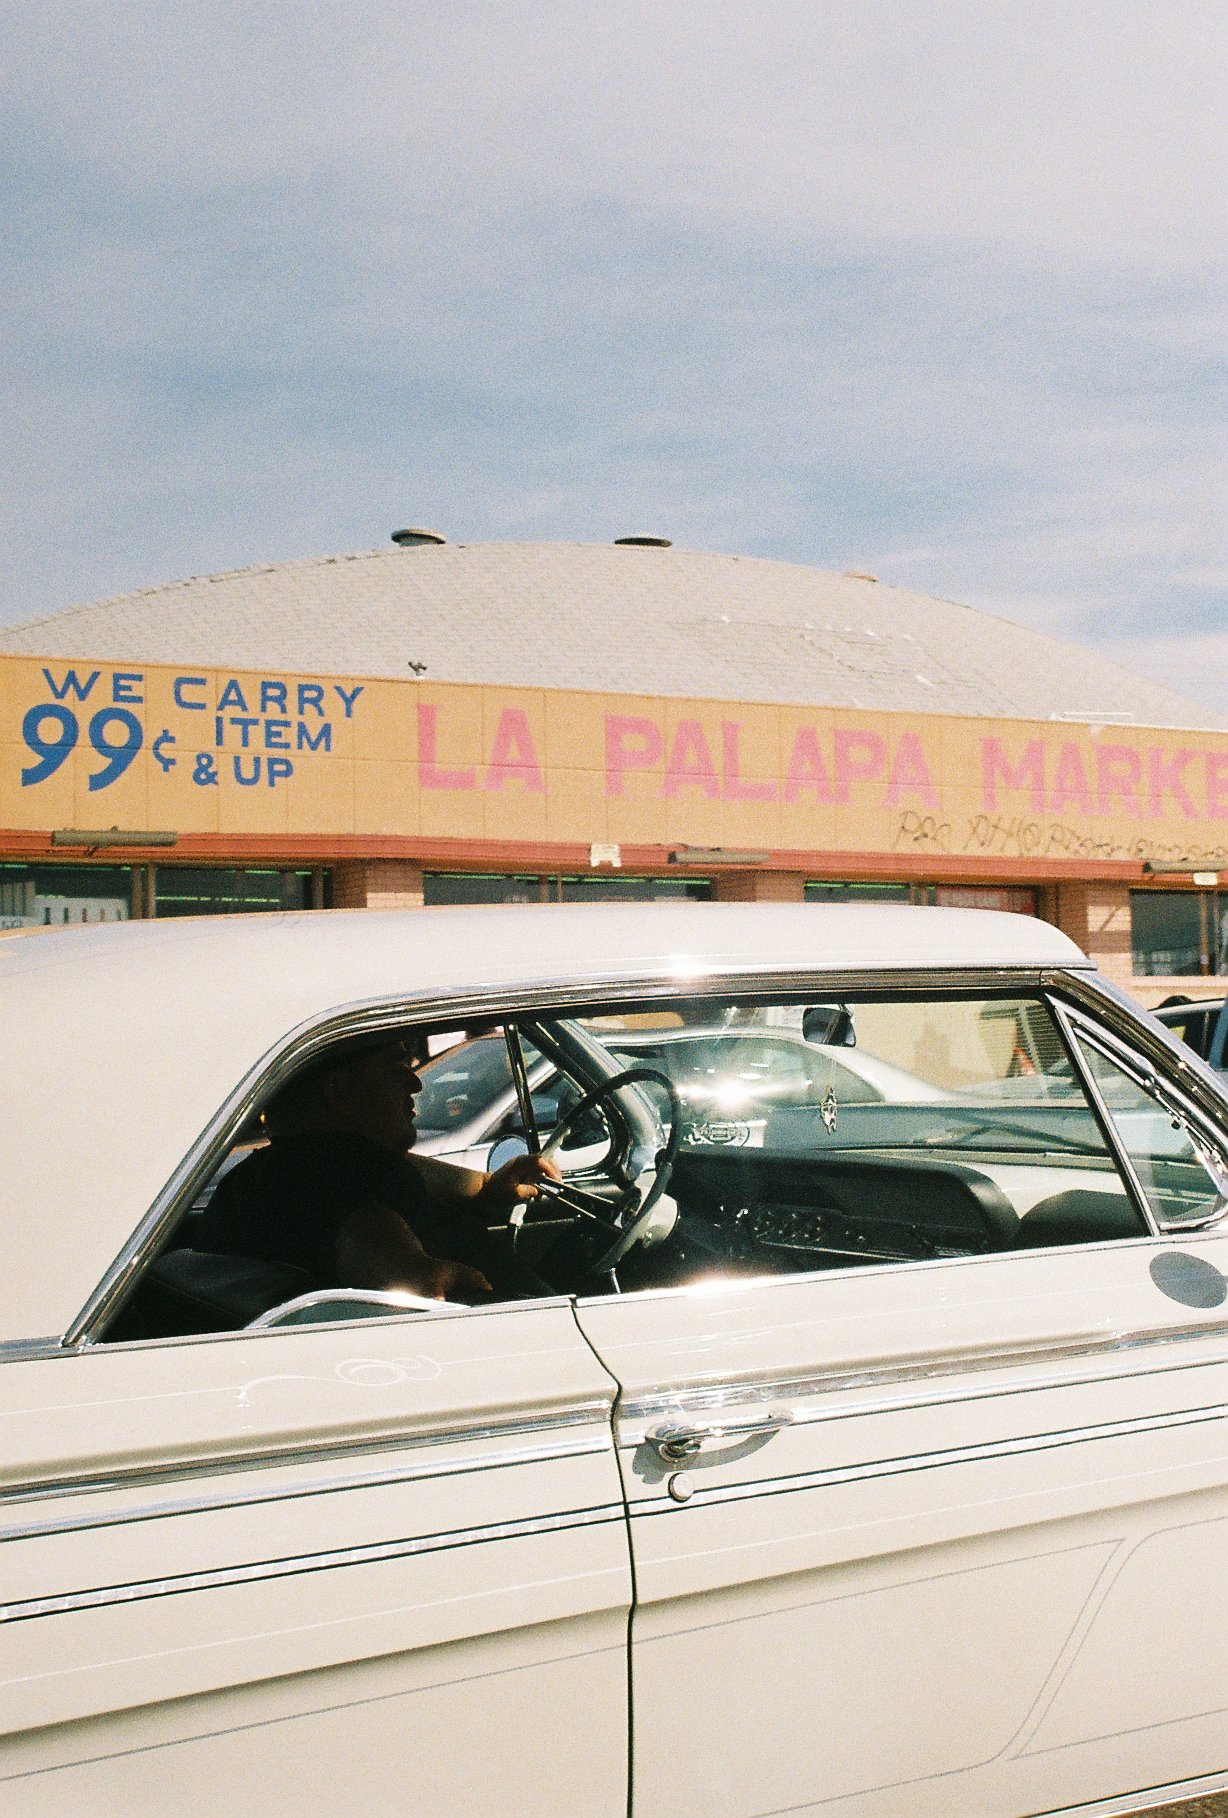 WE CARRY
99¢ ITEM
& UP
LA PALAPA MARKE